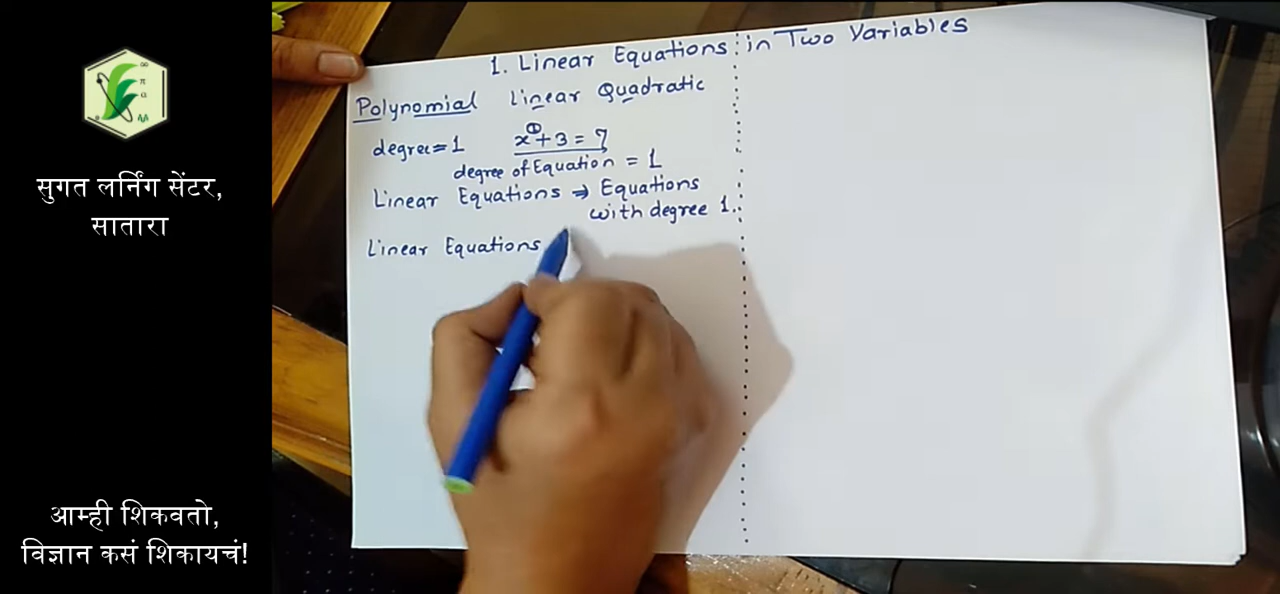 सुगत लर्निंग सेंटर,
सातारा
आम्ही शिकवतो,
विज्ञान कसं शिकायचं!
1. Linear Equations in Two Variables
Polynomial linear Quadratic
degree = 1 x¹ + 3 = 7
degree of Equation = 1
Linear Equations ⇒ Equations
with degree 1.
Linear Equations